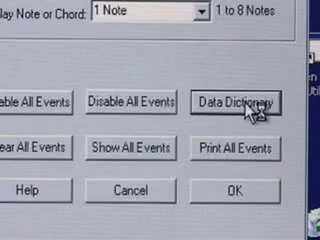 lay Note or Chord: 1 Note 1 to 8 Notes
able All Events Disable All Events Data Dictionary
ear All Events Show All Events Print All Events
Help Cancel OK